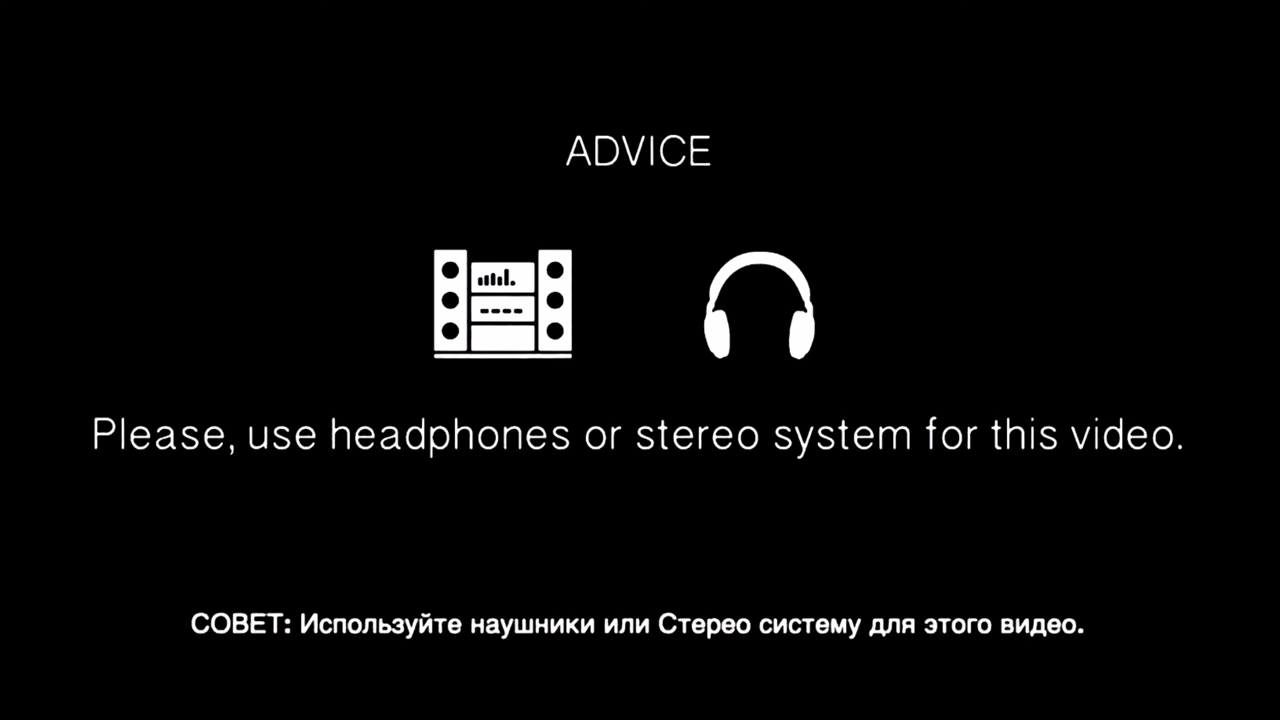 ADVICE
Please, use headphones or stereo system for this video.
СОВЕТ: Используйте наушники или Стерео систему для этого видео.